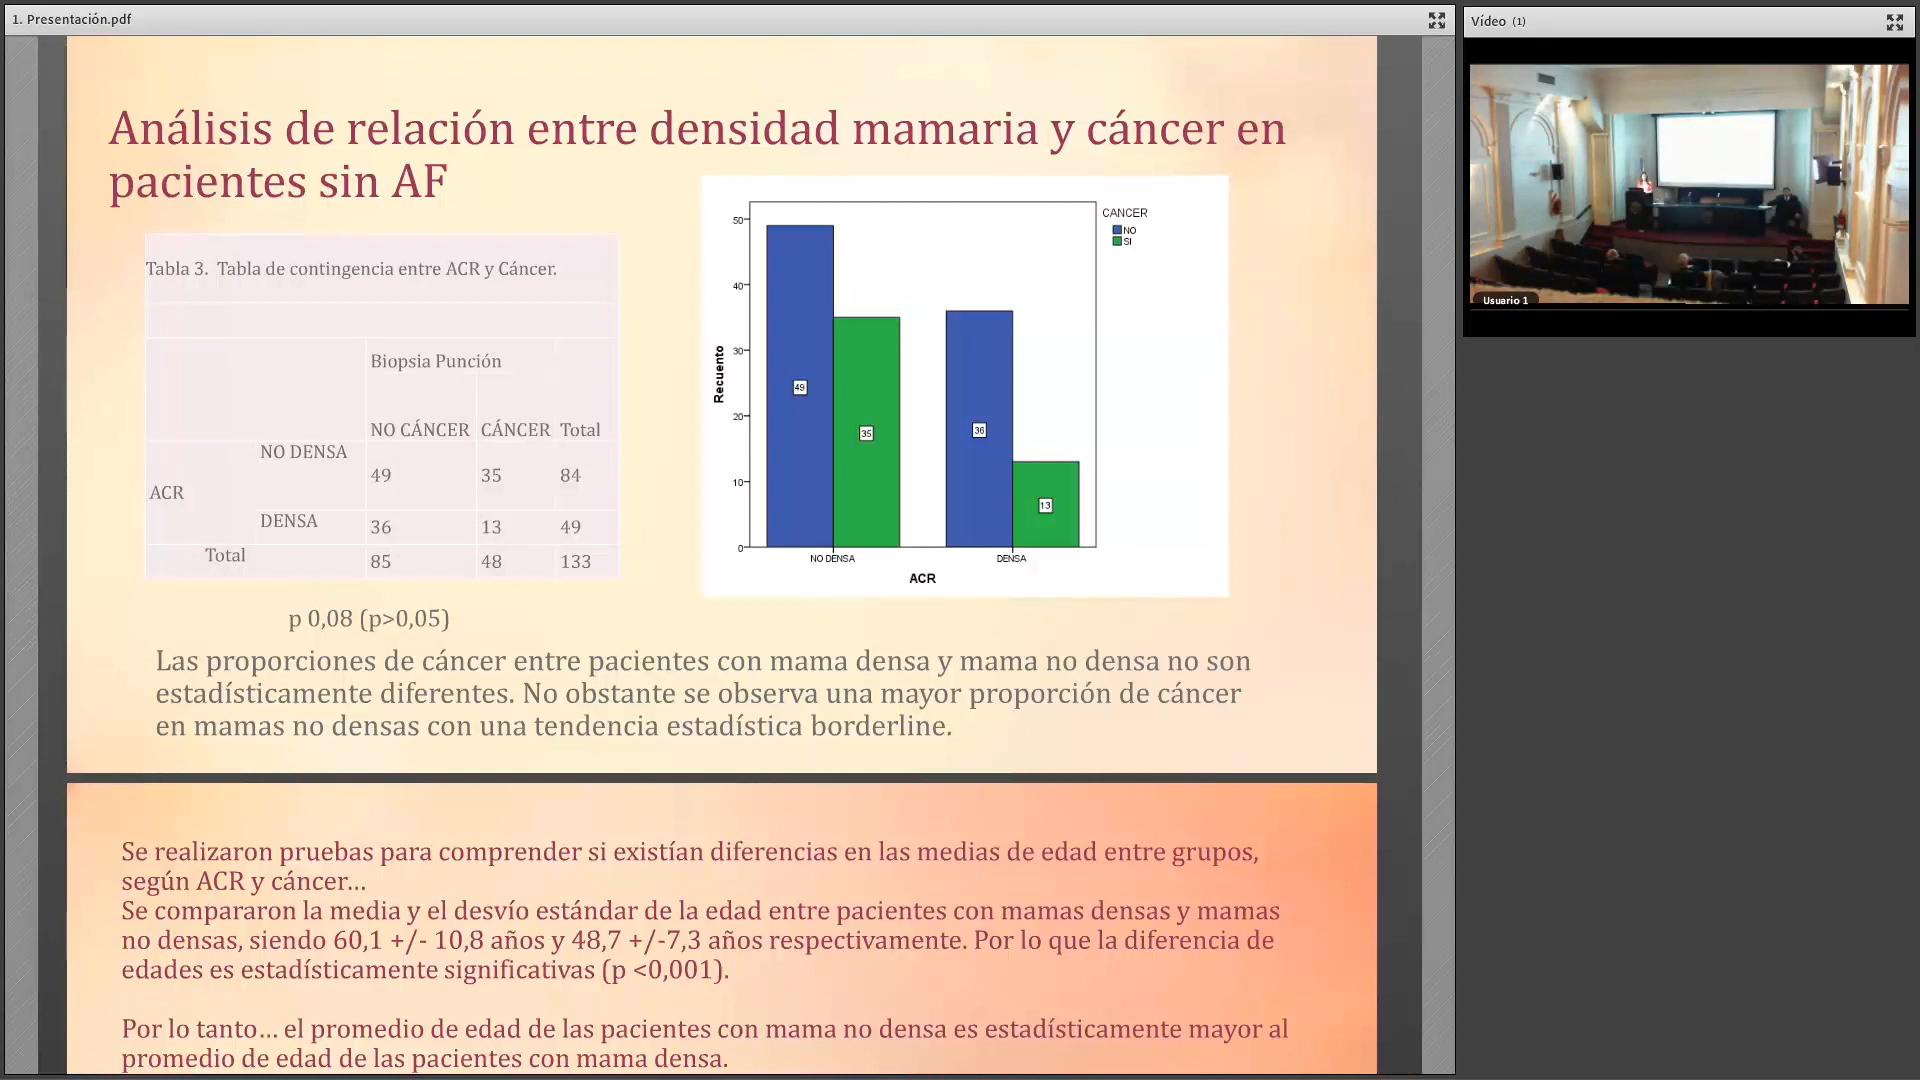 1. Presentación.pdf
Análisis de relación entre densidad mamaria y cáncer en
pacientes sin AF
Tabla 3. Tabla de contingencia entre ACR y Cáncer.
Biopsia Punción
NO CÁNCER CÁNCER Total
ACR
NO DENSA 49 35 84
DENSA 36 13 49
Total 85 48 133
p 0,08 (p>0,05)
50
40
30
20
10
0
Recuento
49
35
36
13
NO DENSA
DENSA
ACR
CANCER
NO
SI
Las proporciones de cáncer entre pacientes con mama densa y mama no densa no son
estadísticamente diferentes. No obstante se observa una mayor proporción de cáncer
en mamas no densas con una tendencia estadística borderline.
Se realizaron pruebas para comprender si existían diferencias en las medias de edad entre grupos,
según ACR y cáncer...
Se compararon la media y el desvío estándar de la edad entre pacientes con mamas densas y mamas
no densas, siendo 60,1 +/- 10,8 años y 48,7 +/-7,3 años respectivamente. Por lo que la diferencia de
edades es estadísticamente significativas (p <0,001).
Por lo tanto... el promedio de edad de las pacientes con mama no densa es estadísticamente mayor al
promedio de edad de las pacientes con mama densa.
Vídeo (1)
Usuario 1